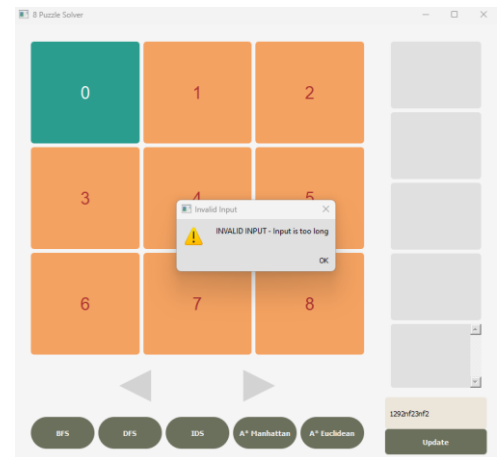 8 Puzzle Solver
0 1 2
3 4 5
Invalid Input
INVALID INPUT - Input is too long
OK
6 7 8
1292nf23nf2
BFS DFS IDS A* Manhattan A* Euclidean
Update